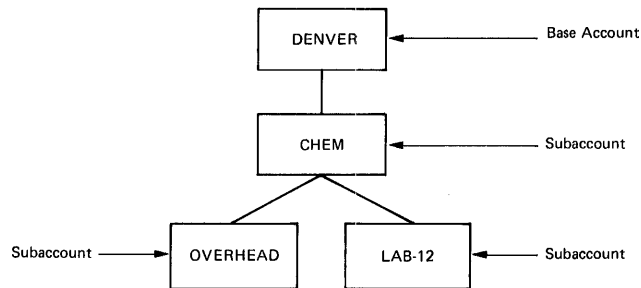 DENVER
Base Account
CHEM
Subaccount
Subaccount
OVERHEAD
LAB-12
Subaccount